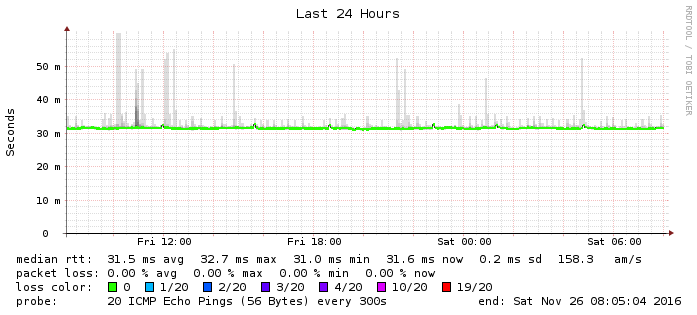 Last 24 Hours
RRDTOOL / TOBI OETIKER
Seconds
50 m
40 m
30 m
20 m
10 m
0
Fri 12:00 Fri 18:00 Sat 00:00 Sat 06:00
median rtt: 31.5 ms avg 32.7 ms max 31.0 ms min 31.6 ms now 0.2 ms sd 158.3 am/s
packet loss: 0.00 % avg 0.00 % max 0.00 % min 0.00 % now
loss color: 0 1/20 2/20 3/20 4/20 10/20 19/20
probe: 20 ICMP Echo Pings (56 Bytes) every 300s end: Sat Nov 26 08:05:04 2016